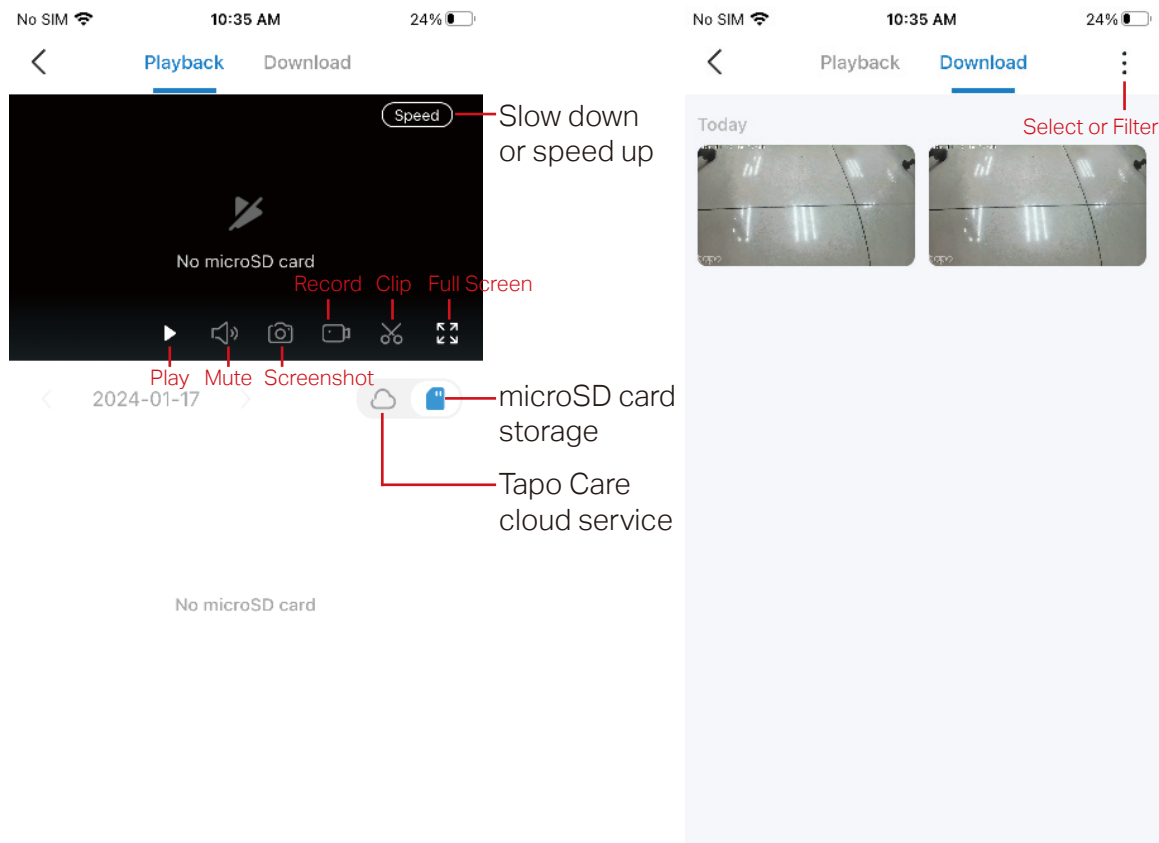 No SIM 10:35 AM 24%
Playback Download
Speed
Slow down
or speed up
No microSD card
Record Clip Full Screen
Play Mute Screenshot
2024-01-17
microSD card
storage
Tapo Care
cloud service
No microSD card
No SIM 10:35 AM 24%
Playback Download
Select or Filter
Today